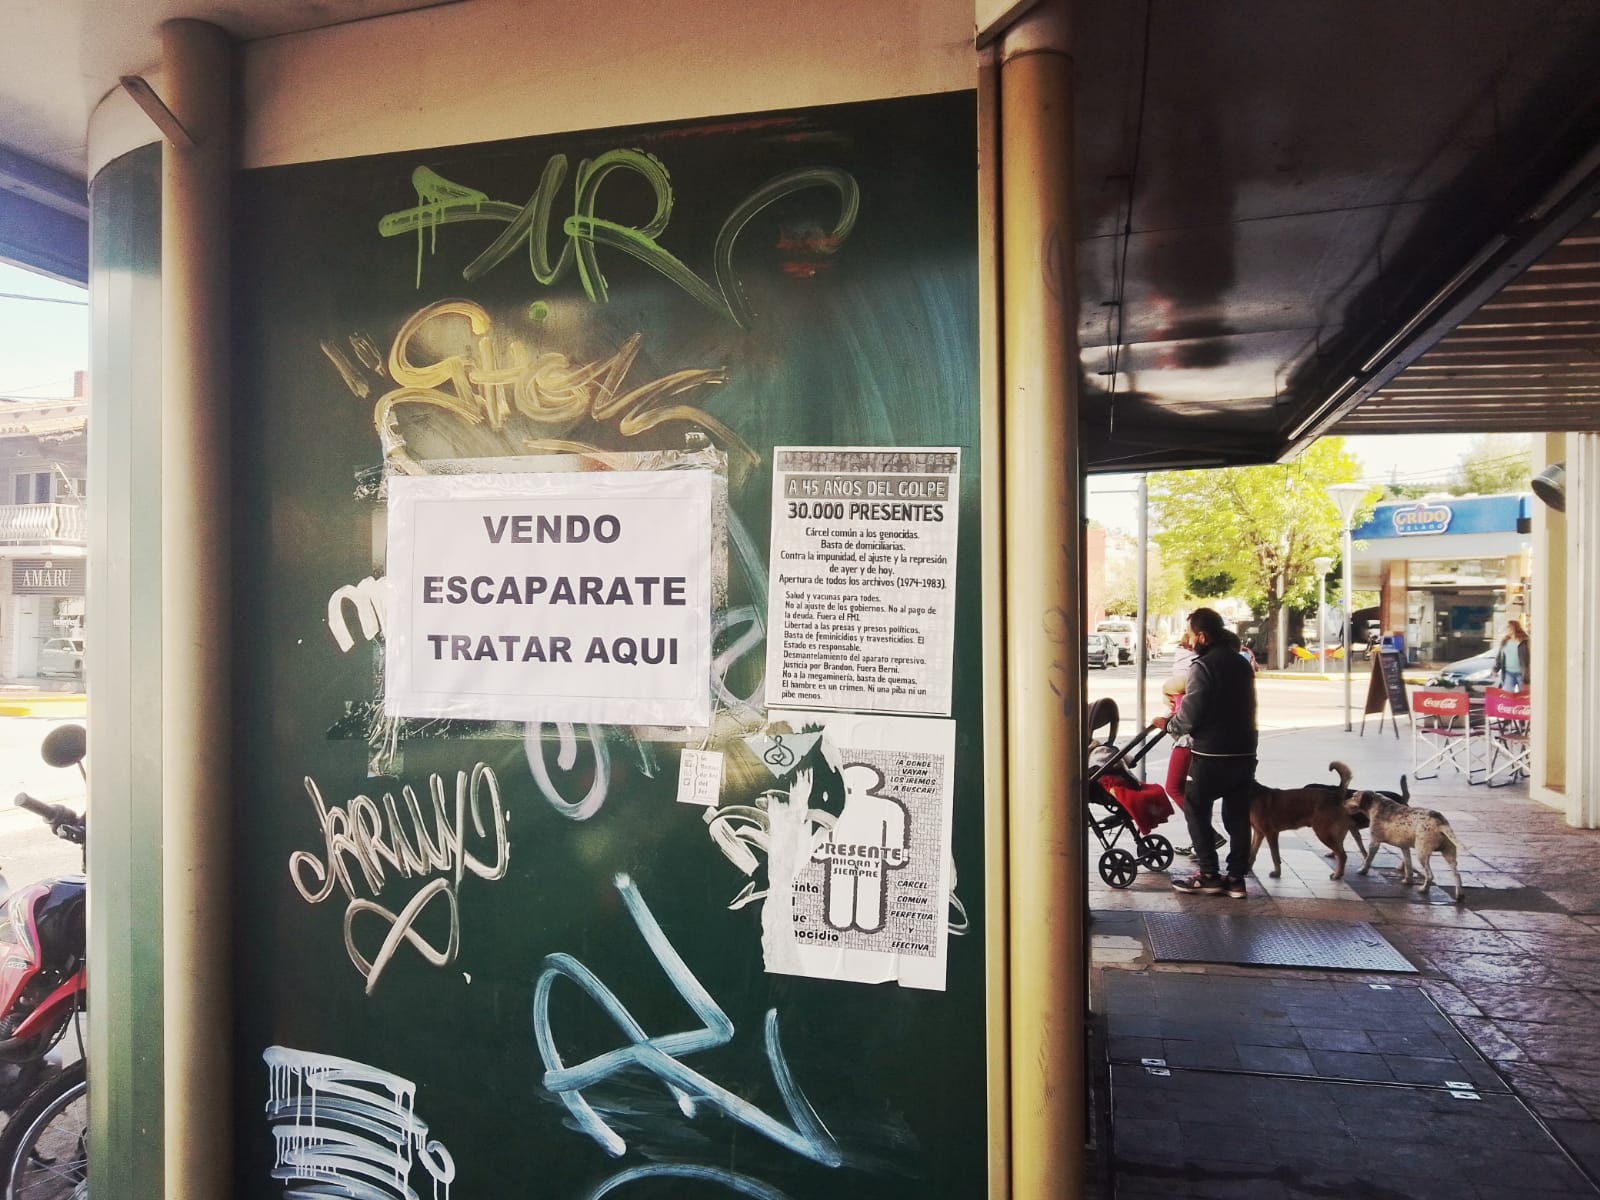 VENDO
ESCAPARATE
TRATAR AQUI
A 45 AÑOS DEL GOLPE
30.000 PRESENTES
Cárcel común a los genocidas.
Basta de domiciliarias.
Contra la impunidad, el ajuste y la represión
de ayer y de hoy.
Apertura de todos los archivos (1974-1983).
Salud y vacunas para todes.
No al ajuste de los gobiernos. No al pago de
la deuda. Fuera el FMI.
Libertad a las presas y presos políticos.
Basta de feminicidios y travesticidios. El
Estado es responsable.
Desmantelamiento del aparato represivo.
Justicia por Brandon. Fuera Berni.
No a la megaminería, basta de quemas.
El hambre es un crimen. Ni una piba ni un
pibe menos.
¡A DONDE
VAYAN
LOS IREMOS
A BUSCAR!
PRESENTE!
AHORA Y
SIEMPRE
CÁRCEL
COMÚN
PERPETUA
Y
EFECTIVA
AMARU
GRIDO
HELADO
Coca-Cola
Coca-Cola